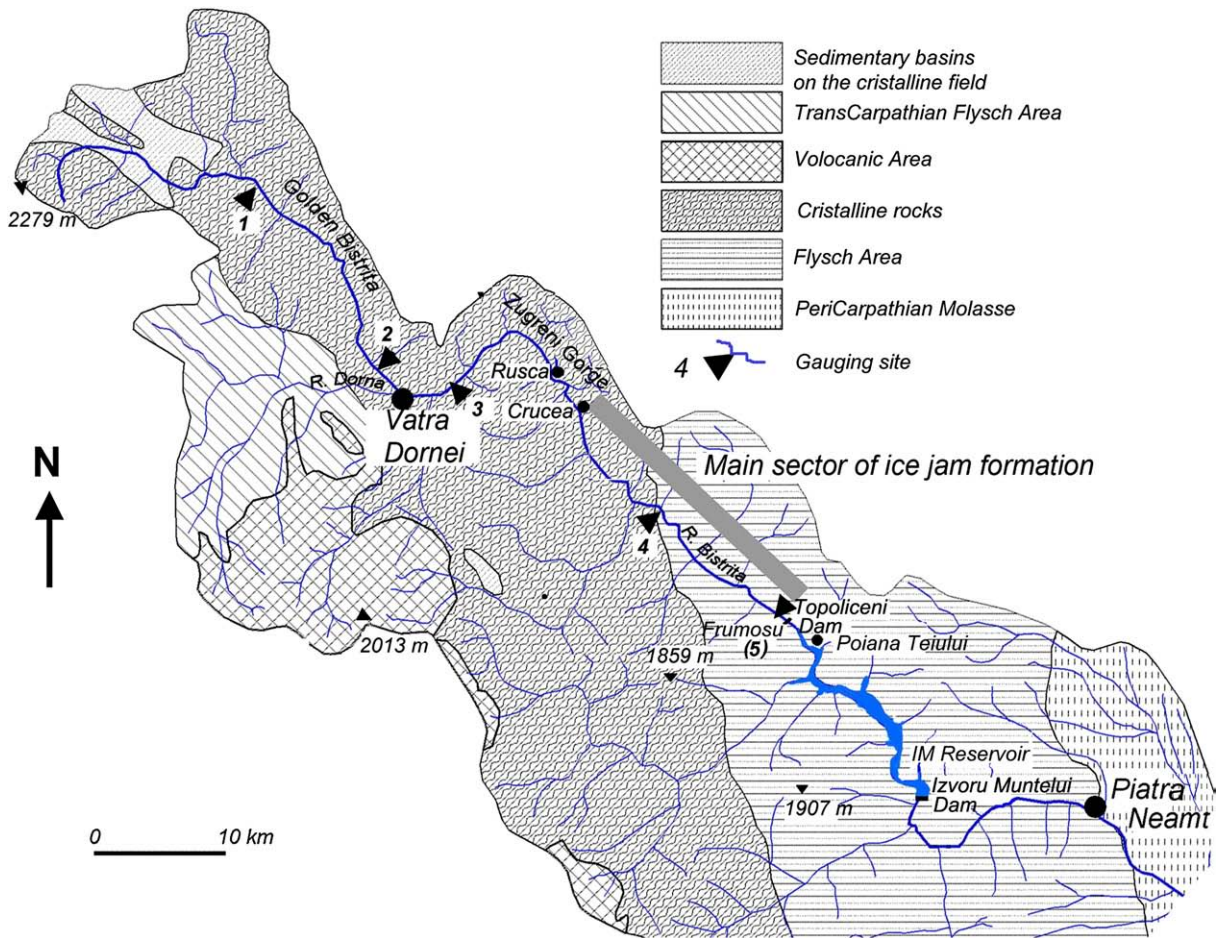 Sedimentary basins
on the cristalline field
TransCarpathian Flysch Area
Volocanic Area
Cristalline rocks
Flysch Area
PeriCarpathian Molasse
4
Gauging site
2279 m
1
Golden Bistrita
2
R. Dorna
Vatra
Dornei
3
Zugreni Gorge
Rusca
Crucea
N
Main sector of ice jam formation
4
R. Bistrita
Topoliceni
Dam
Frumosu
(5)
Poiana Teiului
2013 m
1859 m
IM Reservoir
Izvoru Muntelui
Dam
1907 m
Piatra
Neamt
0
10 km